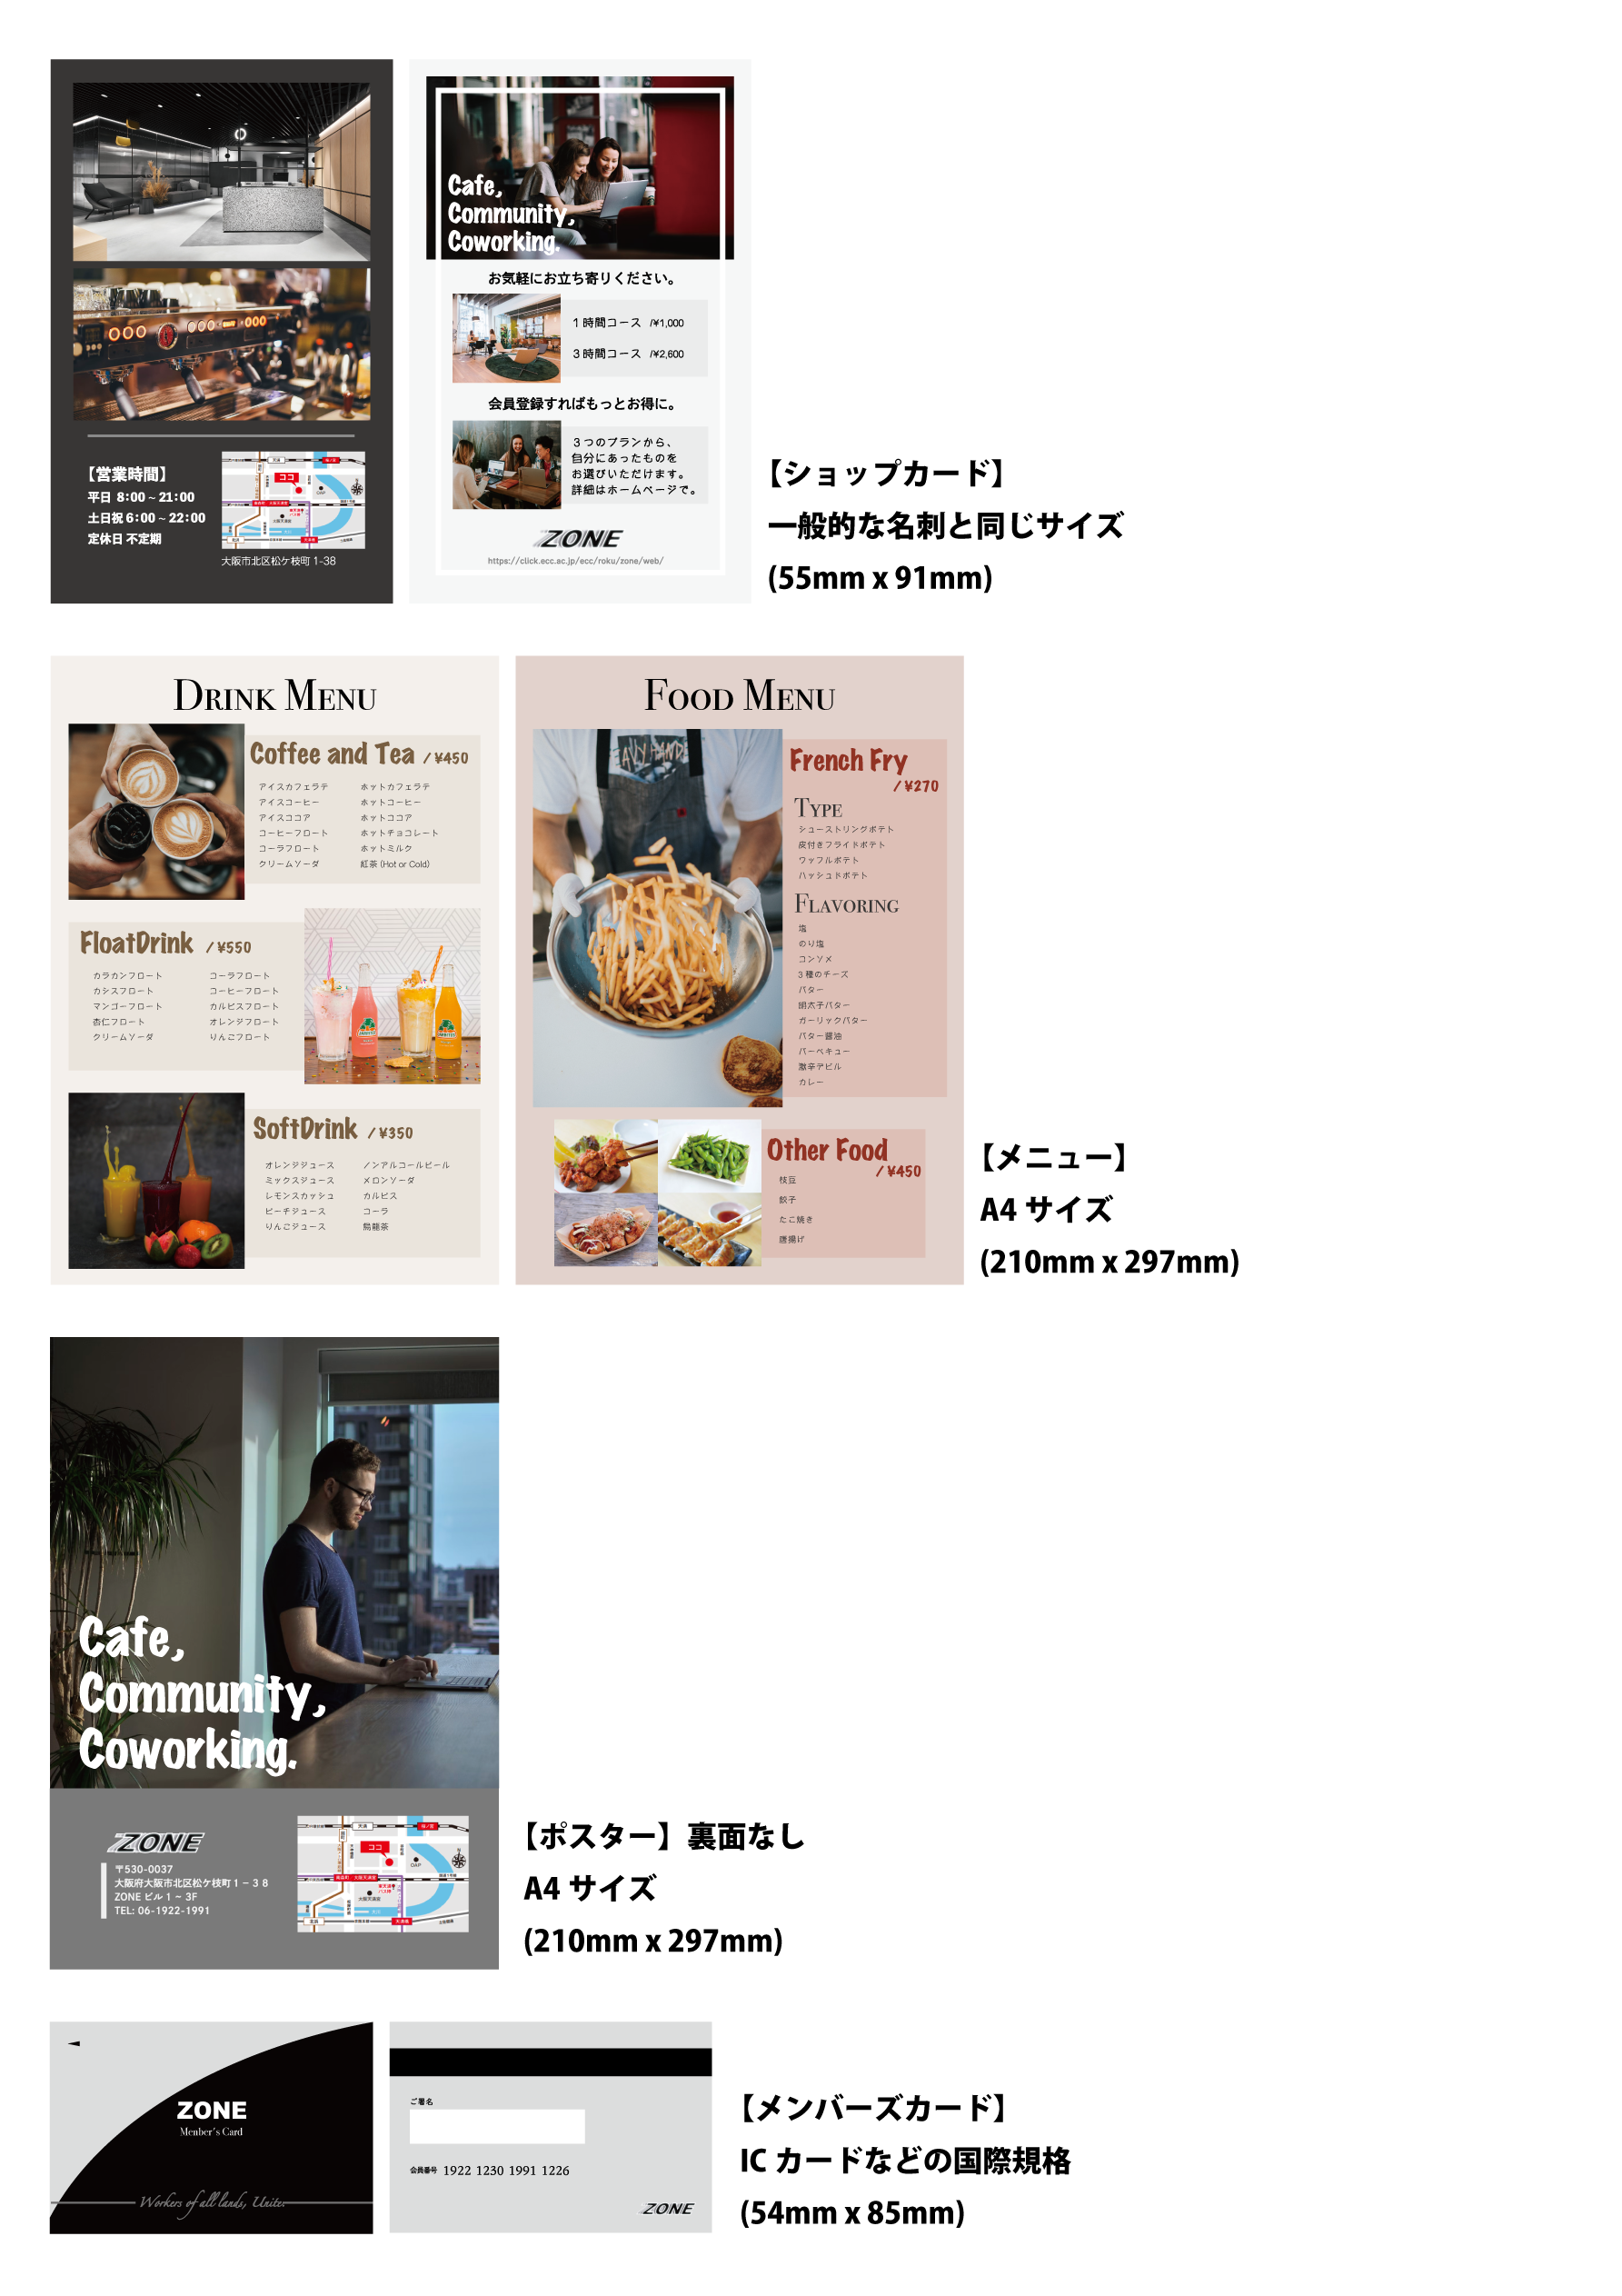 【営業時間】
平日 8:00 ~ 21:00
土日祝 6:00 ~ 22:00
定休日 不定期
ココ
大阪市北区松ケ枝町 1-38
Cafe,
Community,
Coworking.
お気軽にお立ち寄りください。
1 時間コース /¥1,000
3 時間コース /¥2,600
会員登録すればもっとお得に。
3 つのプランから、
自分にあったものを
お選びいただけます。
詳細はホームページで。
ZONE
https://click.ecc.ac.jp/ecc/roku/zone/web/
【ショップカード】
一般的な名刺と同じサイズ
(55mm x 91mm)
DRINK MENU
Coffee and Tea / ¥450
アイスカフェラテ ホットカフェラテ
アイスコーヒー ホットコーヒー
アイスココア ホットココア
コーヒーフロート ホットチョコレート
コーラフロート ホットミルク
クリームソーダ 紅茶 (Hot or Cold)
FloatDrink / ¥550
カラカンフロート コーラフロート
カシスフロート コーヒーフロート
マンゴーフロート カルピスフロート
杏仁フロート オレンジフロート
クリームソーダ りんごフロート
SoftDrink / ¥350
オレンジジュース ノンアルコールビール
ミックスジュース メロンソーダ
レモンスカッシュ カルピス
ピーチジュース コーラ
りんごジュース 烏龍茶
FOOD MENU
French Fry
/ ¥270
TYPE
シューストリングポテト
皮付きフライドポテト
ワッフルポテト
ハッシュドポテト
FLAVORING
塩
のり塩
コンソメ
3 種のチーズ
バター
明太子バター
ガーリックバター
バター醤油
バーベキュー
激辛デビル
カレー
Other Food
/ ¥450
枝豆
餃子
たこ焼き
唐揚げ
【メニュー】
A4 サイズ
(210mm x 297mm)
Cafe,
Community,
Coworking.
ZONE
〒530-0037
大阪府大阪市北区松ケ枝町 1 − 3 8
ZONE ビル 1 ~ 3F
TEL: 06-1922-1991
天満
桜ノ宮
ココ
OAP
南森町 大阪天満宮
大阪天満宮
北浜
天満橋
【ポスター】裏面なし
A4 サイズ
(210mm x 297mm)
ZONE
Menber's Card
Workers of all lands, Unite.
ご署名
会員番号 1922 1230 1991 1226
ZONE
【メンバーズカード】
IC カードなどの国際規格
(54mm x 85mm)